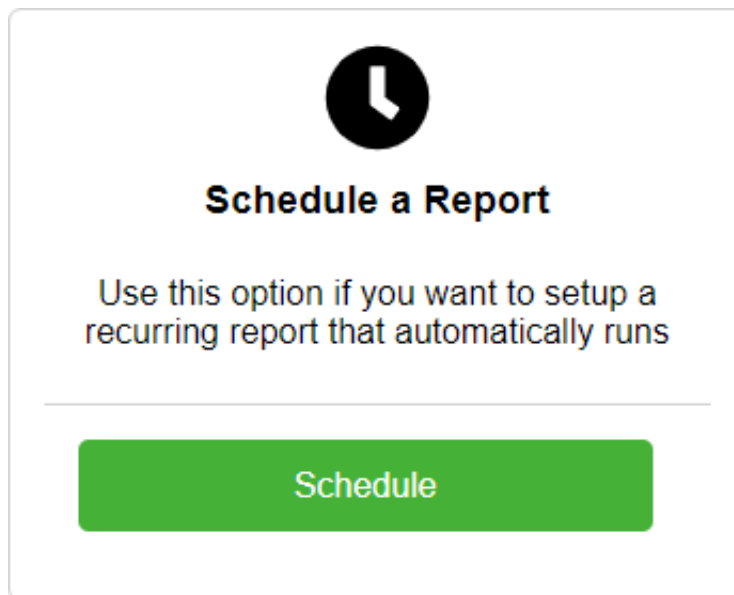 Schedule a Report
Use this option if you want to setup a
recurring report that automatically runs
Schedule